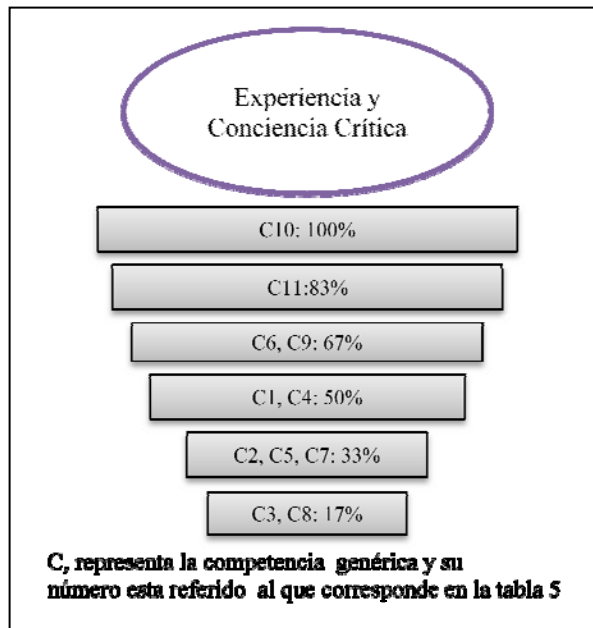 Experiencia y
Conciencia Crítica
C10: 100%
C11:83%
C6, C9: 67%
C1, C4: 50%
C2, C5, C7: 33%
C3, C8: 17%
C, representa la competencia genérica y su
número esta referido al que corresponde en la tabla 5